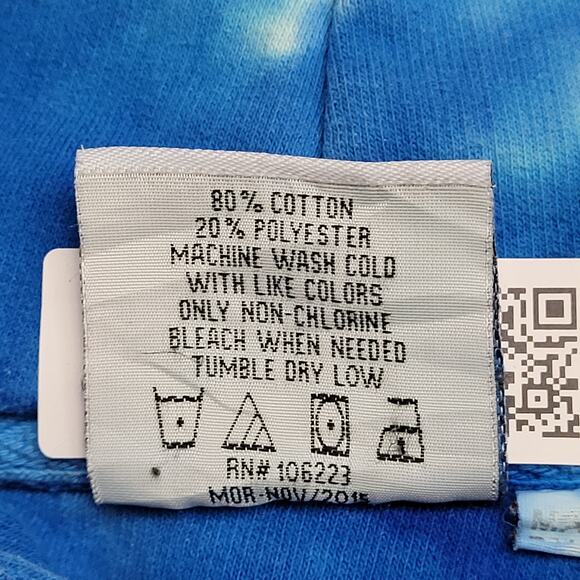 80% COTTON
20% POLYESTER
MACHINE WASH COLD
WITH LIKE COLORS
ONLY NON-CHLORINE
BLEACH WHEN NEEDED
TUMBLE DRY LOW
RN# 106223
MOR-NOV/2015